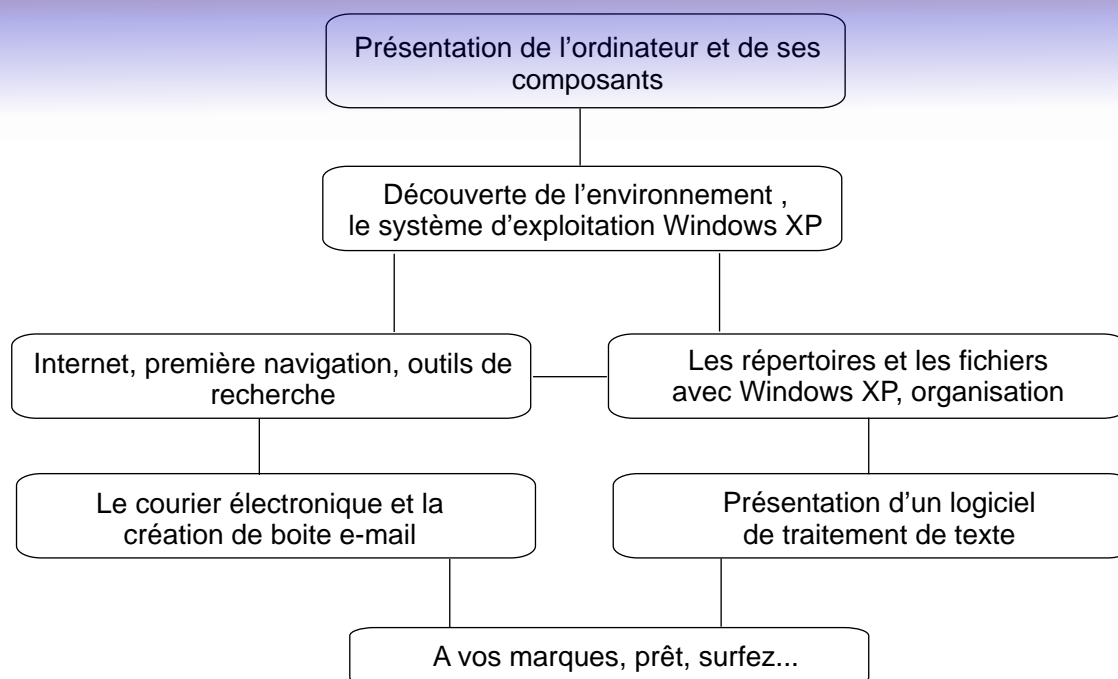 Présentation de l’ordinateur et de ses
composants
Découverte de l’environnement ,
le système d’exploitation Windows XP
Internet, première navigation, outils de
recherche
Les répertoires et les fichiers
avec Windows XP, organisation
Le courier électronique et la
création de boite e-mail
Présentation d’un logiciel
de traitement de texte
A vos marques, prêt, surfez...